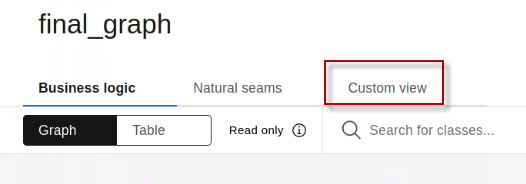 final_graph
Business logic Natural seams Custom view
Graph Table Read only Search for classes...